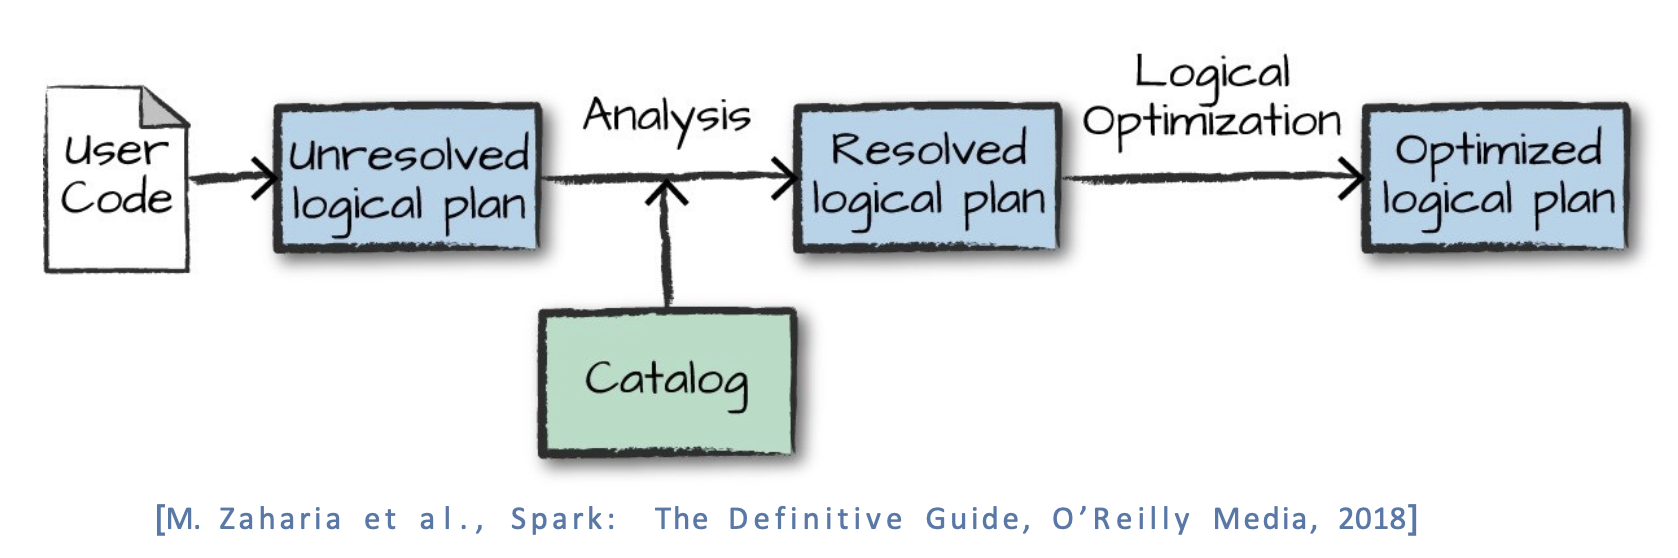 User
Code
Unresolved
logical plan
Analysis
Resolved
logical plan
Logical
Optimization
Optimized
logical plan
Catalog
[M. Zaharia et al., Spark: The Definitive Guide, O’Reilly Media, 2018]